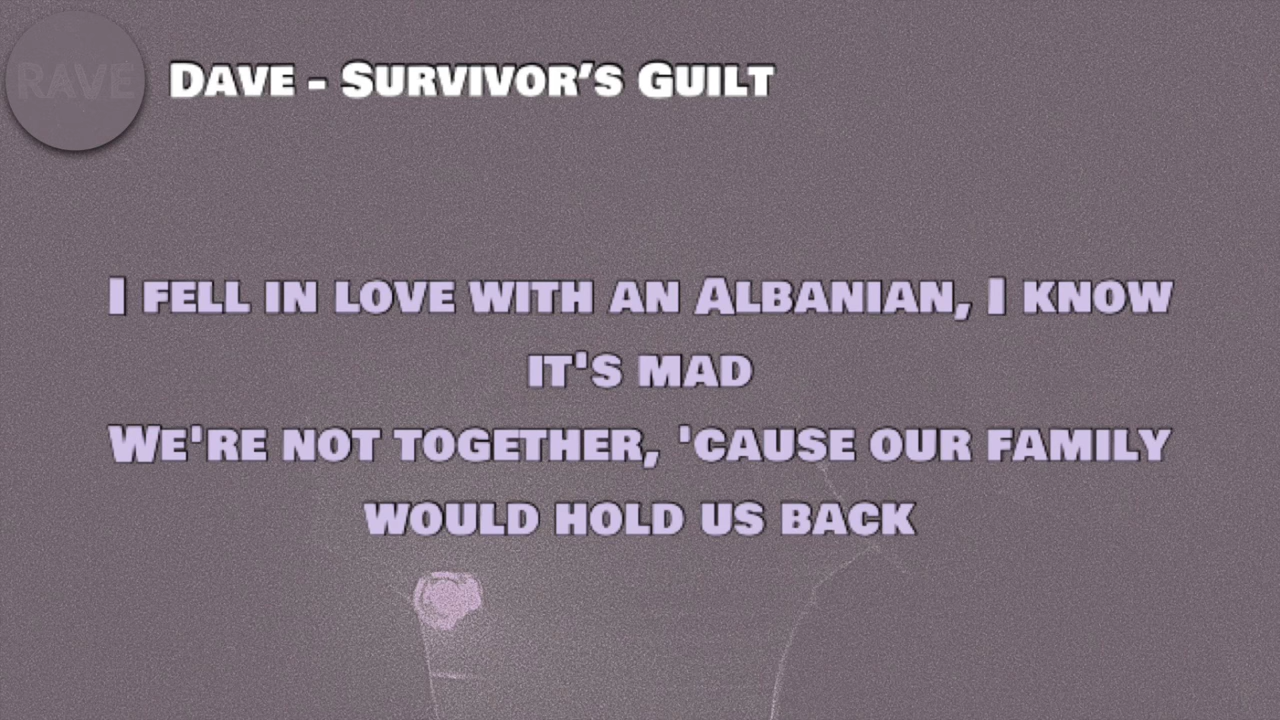 RAVE
Dave - Survivor’s Guilt
I fell in love with an Albanian, I know
it's mad
We're not together, 'cause our family
would hold us back